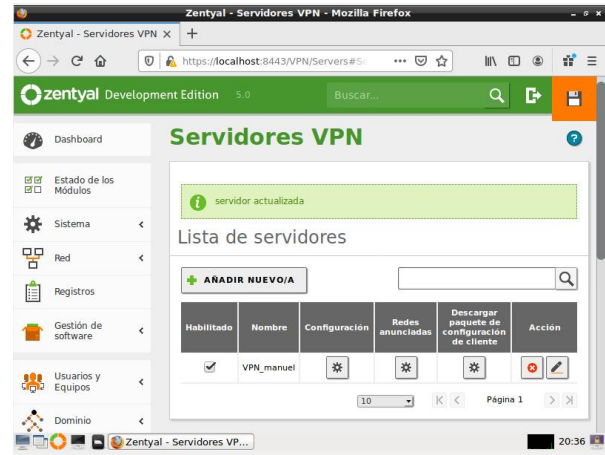 Zentyal - Servidores VPN - Mozilla Firefox
Zentyal - Servidores VPN
https://localhost:8443/VPN/Servers#Se
zentyal Development Edition 5.0
Buscar...
Dashboard
Estado de los
Módulos
Sistema
Red
Registros
Gestión de
software
Usuarios y
Equipos
Dominio
Servidores VPN
servidor actualizada
Lista de servidores
AÑADIR NUEVO/A
Habilitado Nombre Configuración Redes anunciadas Descargar paquete de configuración de cliente Acción
VPN_manuel
10 Página 1
Zentyal - Servidores VP...
20:36